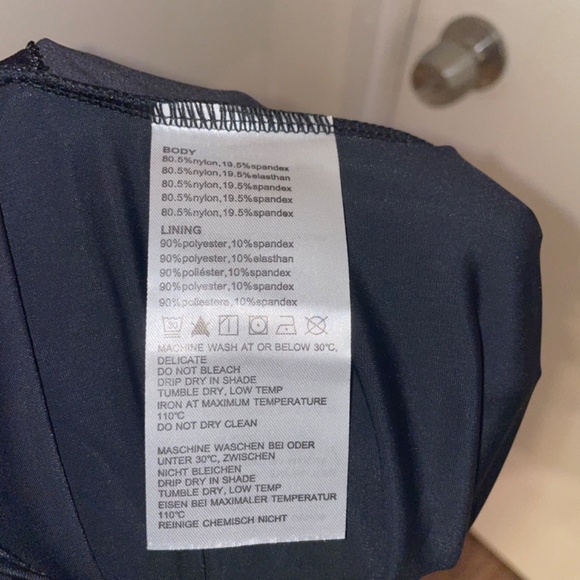 BODY
80.5%nylon,19.5%spandex
80.5%nylon,19.5%elasthan
80.5%nylon,19.5%spandex
80.5%nylon,19.5%spandex
80.5%nylon,19.5%spandex
LINING
90%polyester,10%spandex
90%polyester,10%elasthan
90%poliéster,10%spandex
90%polyester,10%spandex
90%poliestere,10%spandex
30
MACHINE WASH AT OR BELOW 30℃,
DELICATE
DO NOT BLEACH
DRIP DRY IN SHADE
TUMBLE DRY, LOW TEMP
IRON AT MAXIMUM TEMPERATURE
110℃
DO NOT DRY CLEAN
MASCHINE WASCHEN BEI ODER
UNTER 30℃, ZWISCHEN
NICHT BLEICHEN
DRIP DRY IN SHADE
TUMBLE DRY, LOW TEMP
EISEN BEI MAXIMALER TEMPERATUR
110℃
REINIGE CHEMISCH NICHT